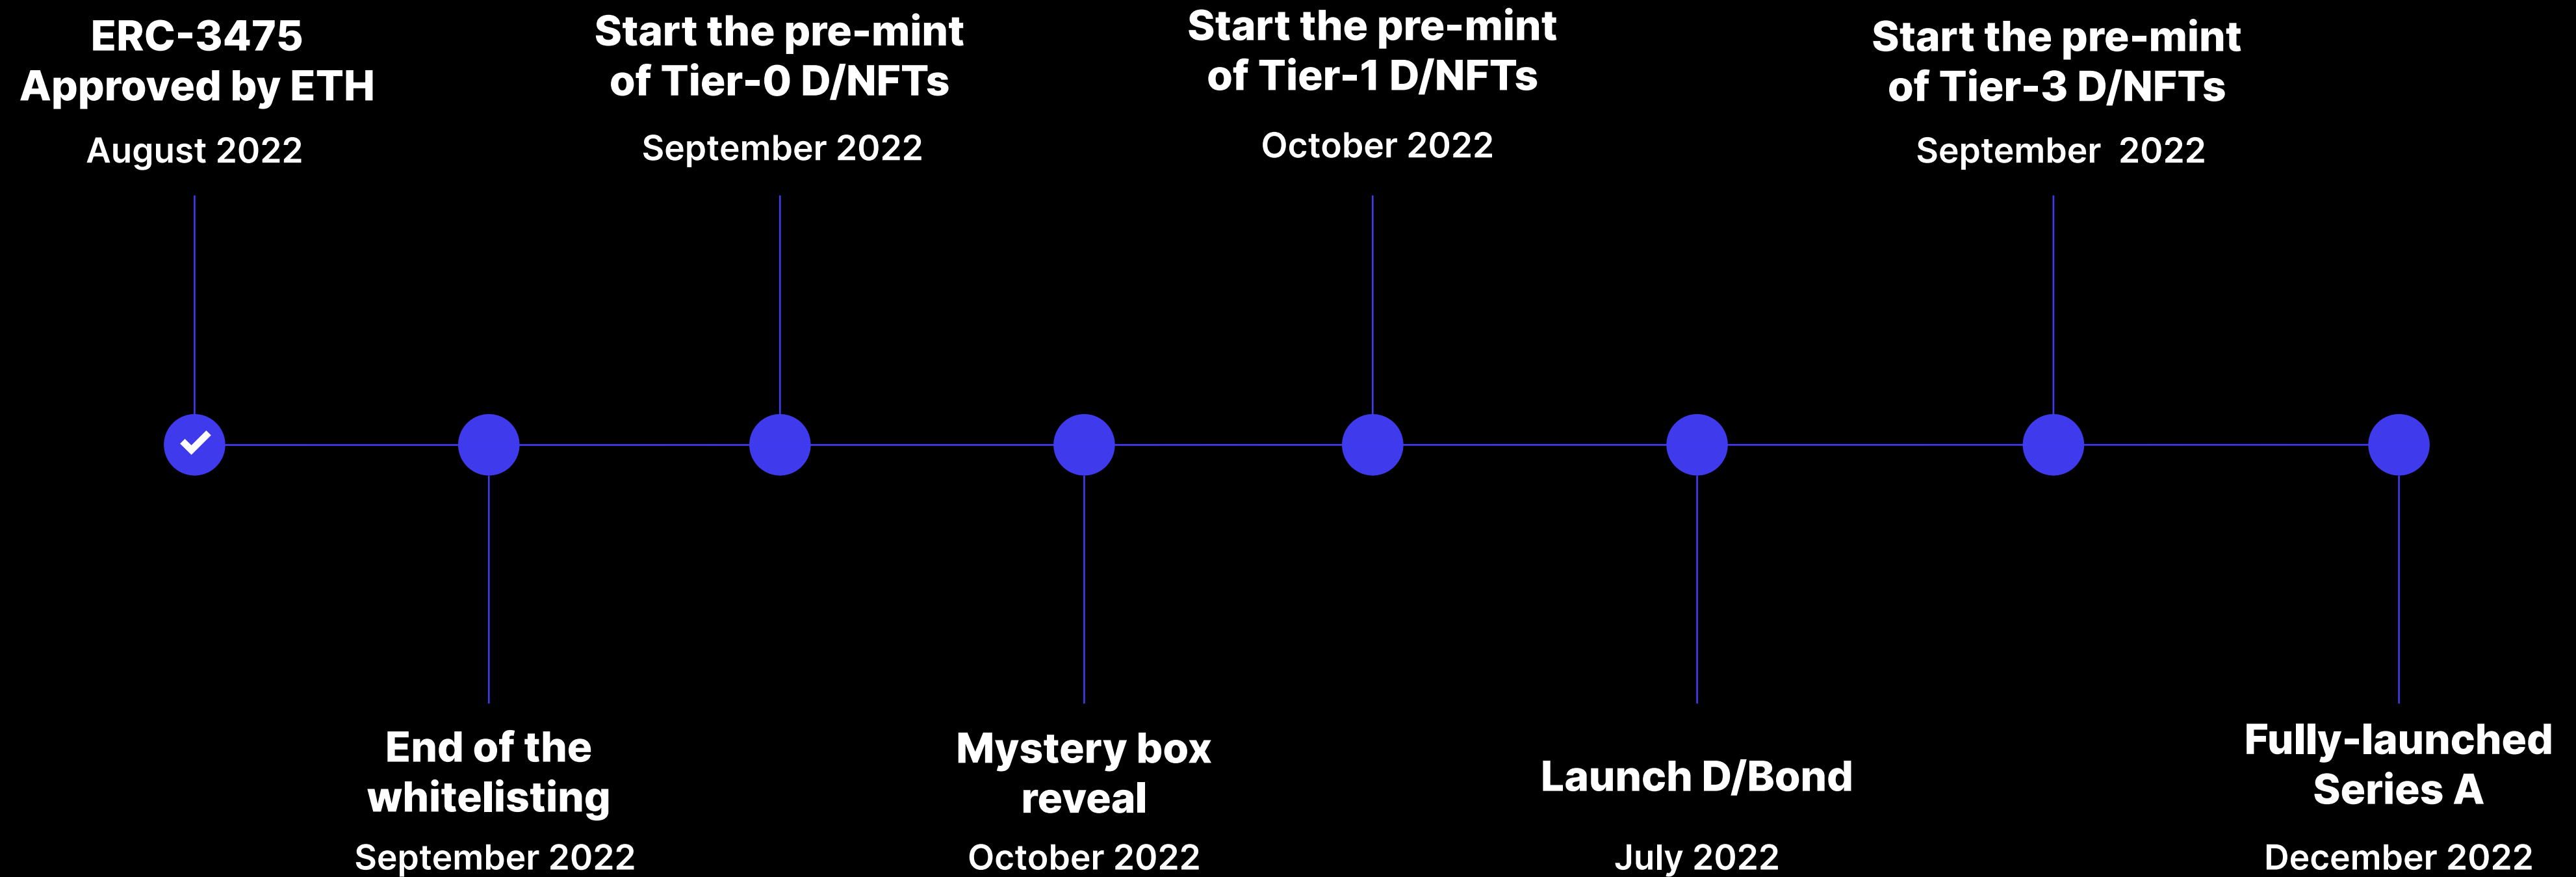 ERC-3475
Approved by ETH
August 2022
End of the
whitelisting
September 2022
Start the pre-mint
of Tier-0 D/NFTs
September 2022
Mystery box
reveal
October 2022
Start the pre-mint
of Tier-1 D/NFTs
October 2022
Launch D/Bond
July 2022
Start the pre-mint
of Tier-3 D/NFTs
September  2022
Fully-launched
Series A
December 2022